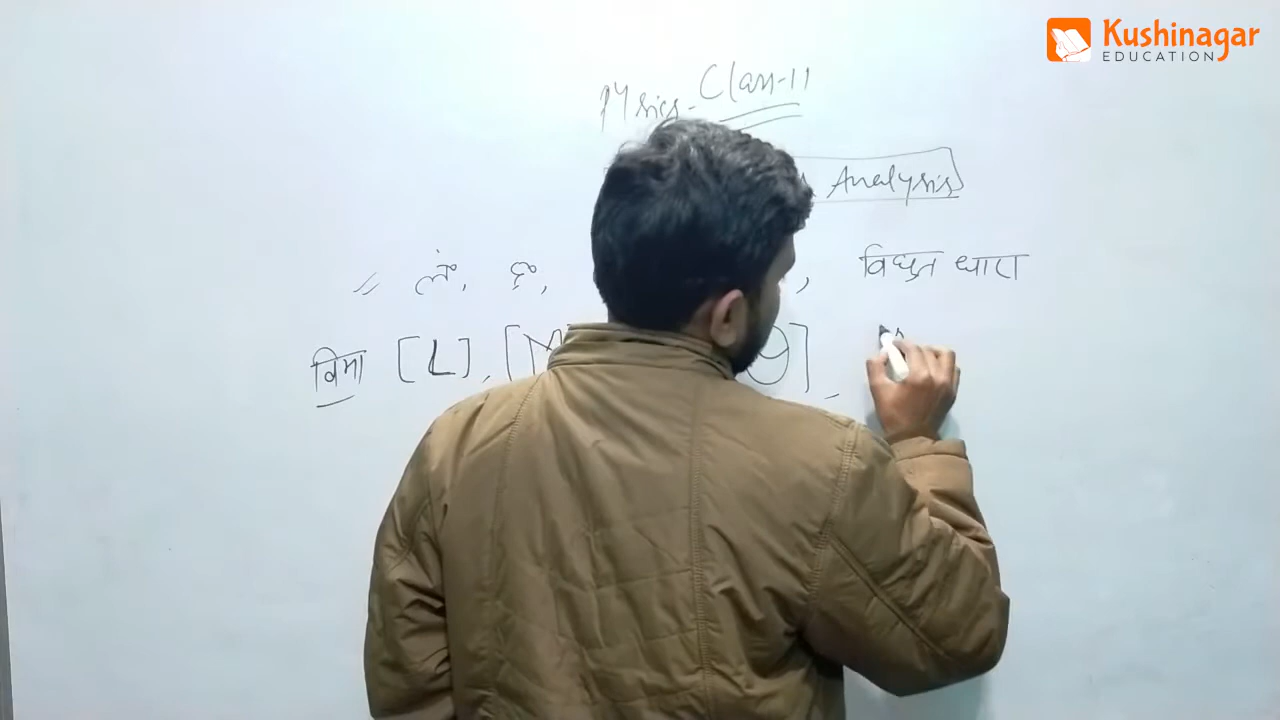 Kushinagar
EDUCATION
Physics - Class-11
Analysis
= लं॰, द्र॰, , विधुत धारा
विमा [L], [M θ],